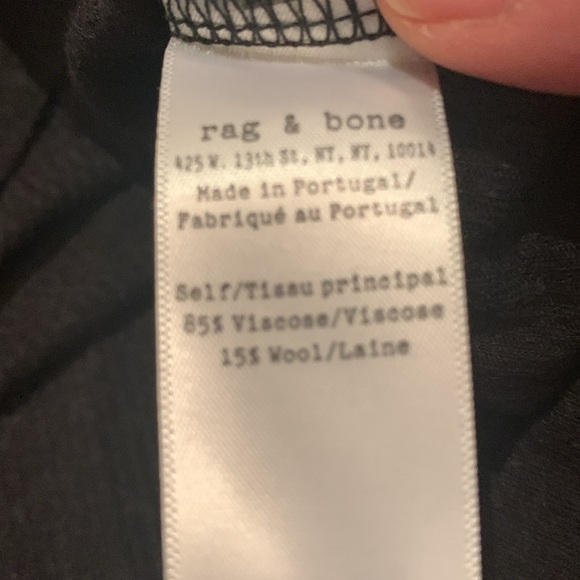 rag & bone
425 W. 13th St, NY, NY, 10014
Made in Portugal/
Fabriqué au Portugal
Self/Tissu principal
85% Viscose/Viscose
15% Wool/Laine